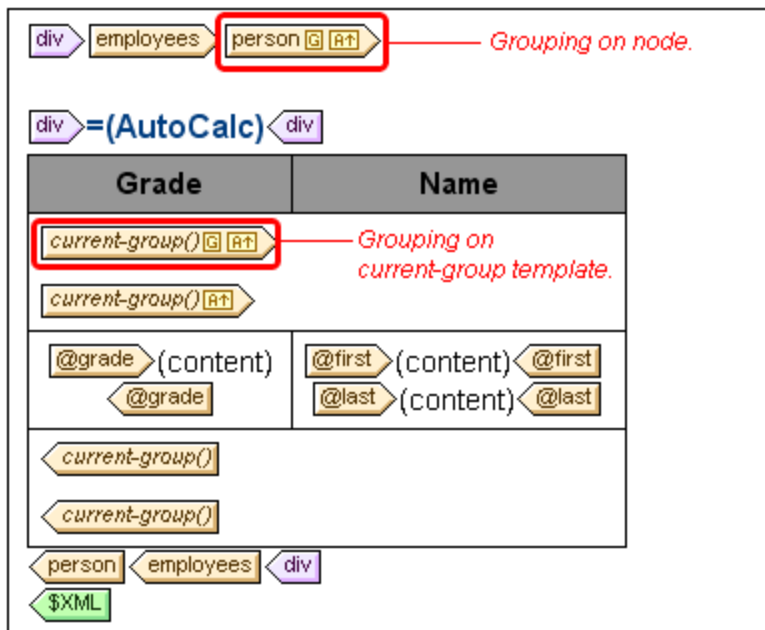 div employees person G A↑ Grouping on node.
div =(AutoCalc) div
Grade Name
current-group() G A↑ Grouping on
current-group template.
current-group() A↑
@grade (content) @first (content) @first
@grade @last (content) @last
current-group()
current-group()
person employees div
$XML